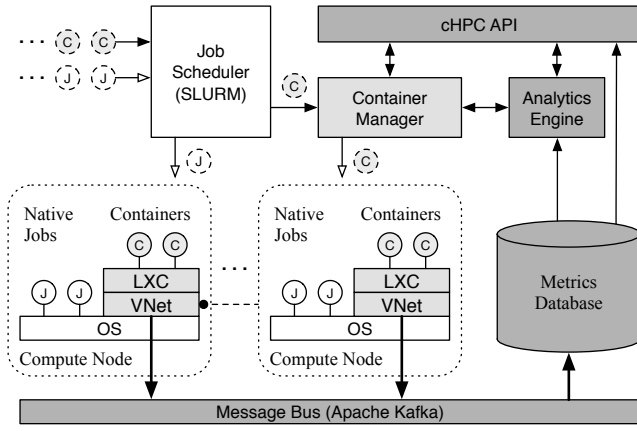 cHPC API
··· C C
··· J J
Job
Scheduler
(SLURM)
C
Container
Manager
Analytics
Engine
J
C
Native
Jobs
Containers
C C
J J
LXC
VNet
OS
Compute Node
···
Native
Jobs
Containers
C C
J J
LXC
VNet
OS
Compute Node
Metrics
Database
Message Bus (Apache Kafka)